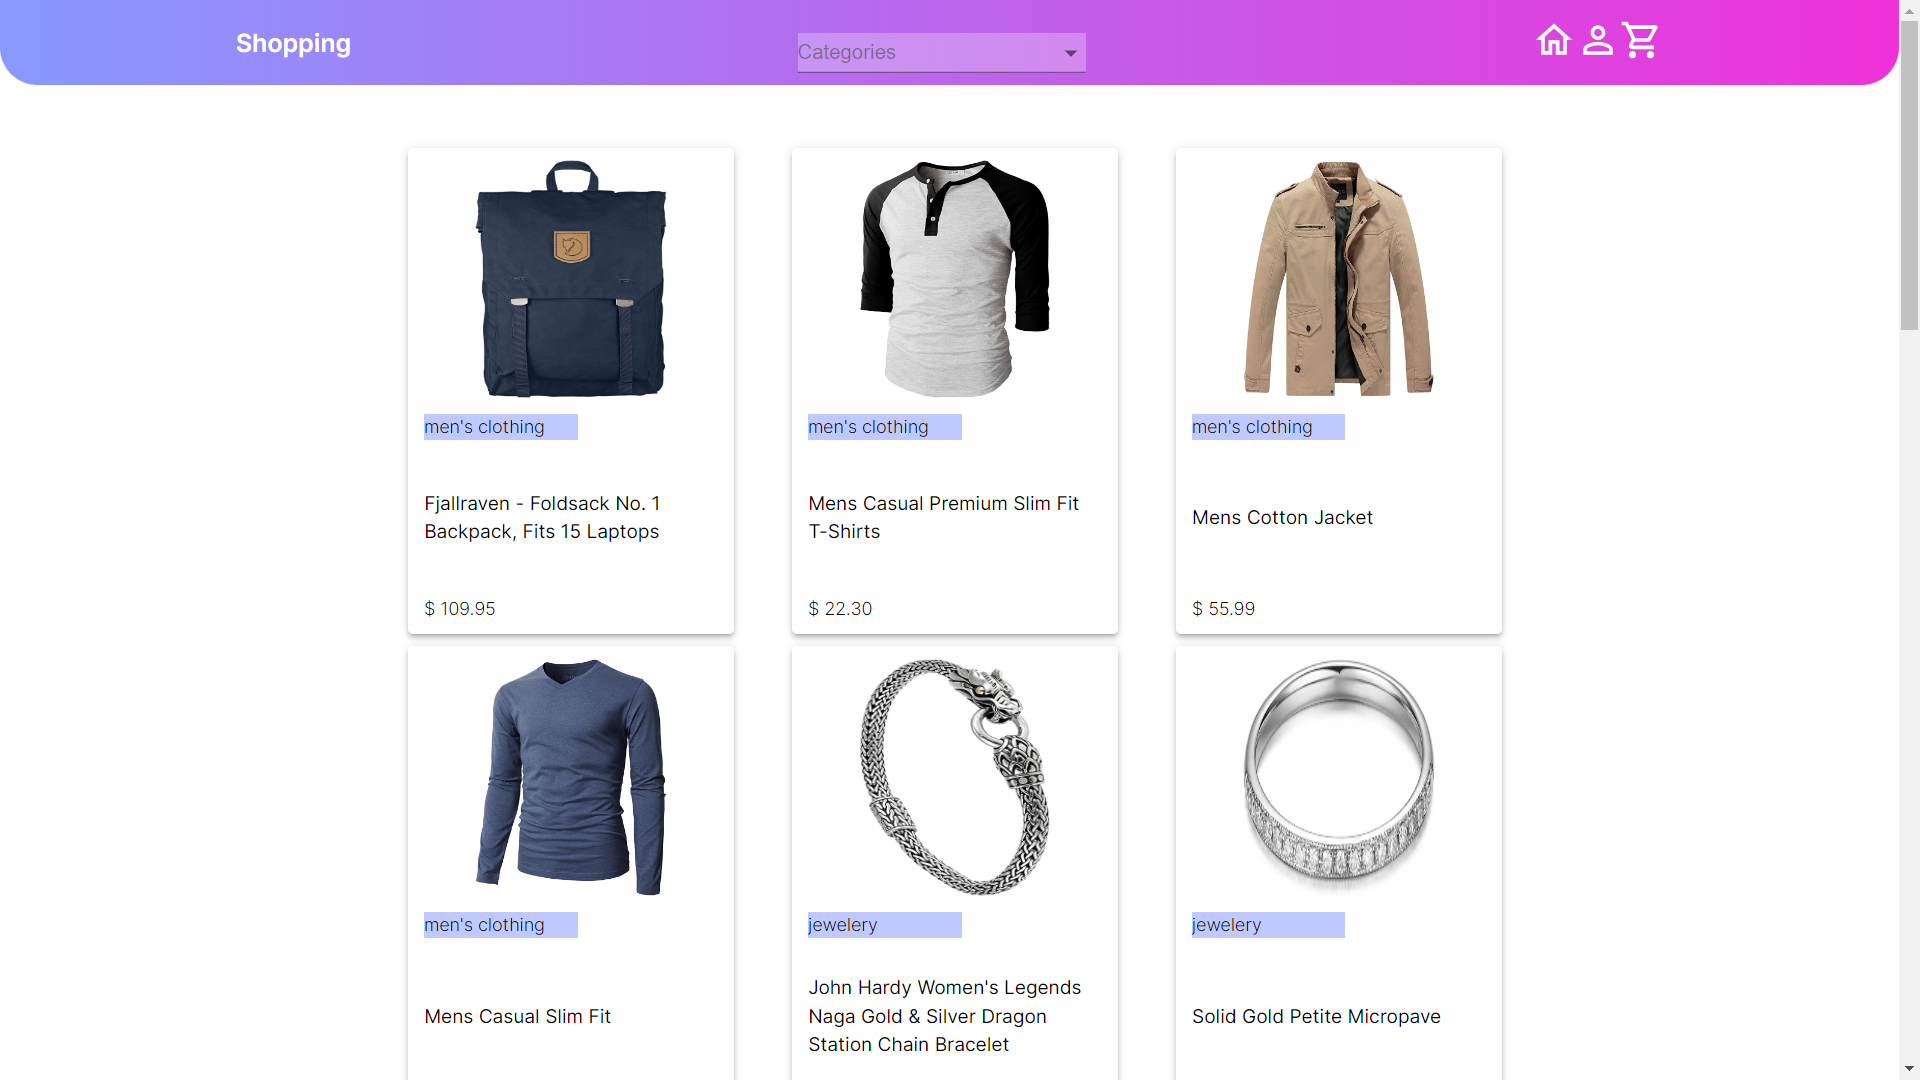 Shopping
Categories
men's clothing
Fjallraven - Foldsack No. 1
Backpack, Fits 15 Laptops
$ 109.95
men's clothing
Mens Casual Premium Slim Fit
T-Shirts
$ 22.30
men's clothing
Mens Cotton Jacket
$ 55.99
men's clothing
Mens Casual Slim Fit
jewelery
John Hardy Women's Legends
Naga Gold & Silver Dragon
Station Chain Bracelet
jewelery
Solid Gold Petite Micropave